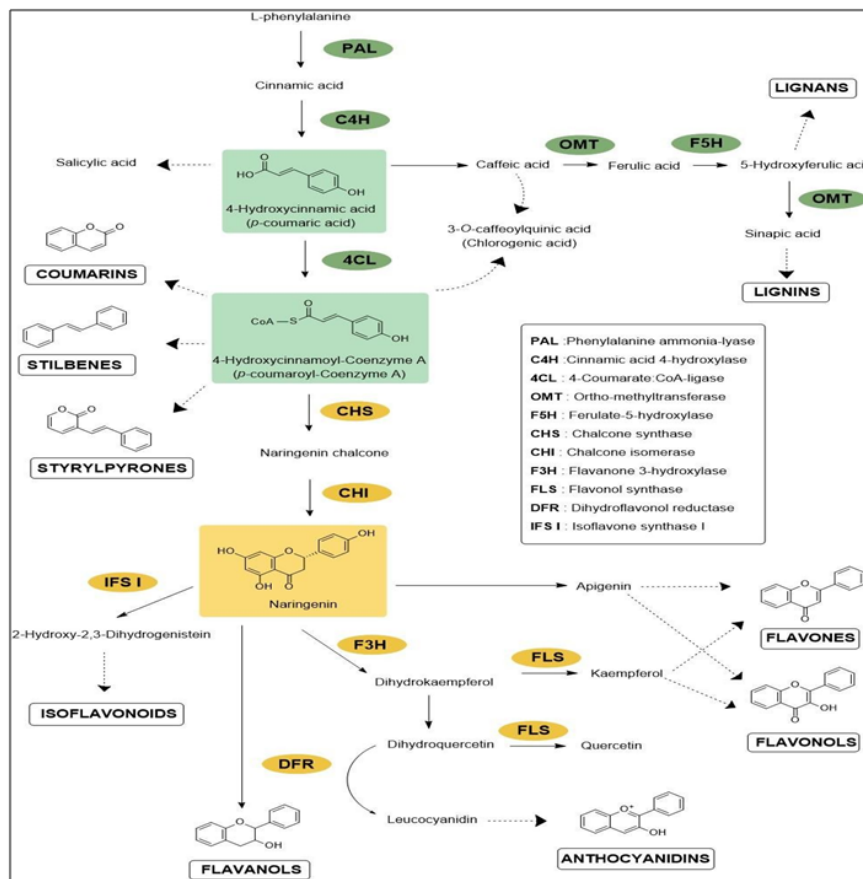 L-phenylalanine
PAL
Cinnamic acid
C4H
LIGNANS
Salicylic acid
HO
O
OH
4-Hydroxycinnamic acid
(p-coumaric acid)
Caffeic acid
OMT
Ferulic acid
F5H
5-Hydroxyferulic acid
OMT
3-O-caffeoylquinic acid
(Chlorogenic acid)
Sinapic acid
LIGNINS
4CL
O
O
COUMARINS
CoA
S
O
OH
4-Hydroxycinnamoyl-Coenzyme A
(p-coumaroyl-Coenzyme A)
STILBENES
O
O
STYRYLPYRONES
CHS
Naringenin chalcone
CHI
PAL :Phenylalanine ammonia-lyase
C4H :Cinnamic acid 4-hydroxylase
4CL : 4-Coumarate:CoA-ligase
OMT : Ortho-methyltransferase
F5H : Ferulate-5-hydroxylase
CHS : Chalcone synthase
CHI : Chalcone isomerase
F3H : Flavanone 3-hydroxylase
FLS : Flavonol synthase
DFR : Dihydroflavonol reductase
IFS I : Isoflavone synthase I
HO
O
OH
OH
O
Naringenin
IFS I
2-Hydroxy-2,3-Dihydrogenistein
ISOFLAVONOIDS
Apigenin
O
O
FLAVONES
F3H
Dihydrokaempferol
FLS
Kaempferol
O
OH
O
FLAVONOLS
Dihydroquercetin
FLS
Quercetin
DFR
Leucocyanidin
O
OH
FLAVANOLS
O+
OH
ANTHOCYANIDINS